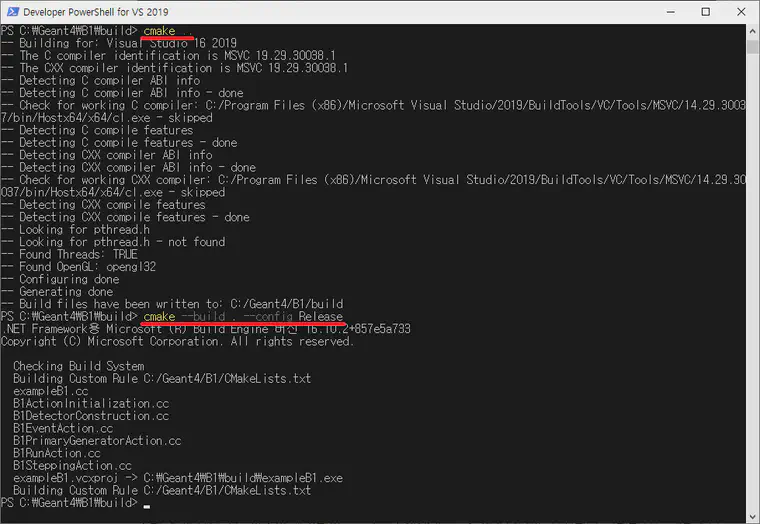 Developer PowerShell for VS 2019
PS C:₩Geant4₩B1₩build> cmake ..
-- Building for: Visual Studio 16 2019
-- The C compiler identification is MSVC 19.29.30038.1
-- The CXX compiler identification is MSVC 19.29.30038.1
-- Detecting C compiler ABI info
-- Detecting C compiler ABI info - done
-- Check for working C compiler: C:/Program Files (x86)/Microsoft Visual Studio/2019/BuildTools/VC/Tools/MSVC/14.29.3003
7/bin/Hostx64/x64/cl.exe - skipped
-- Detecting C compile features
-- Detecting C compile features - done
-- Detecting CXX compiler ABI info
-- Detecting CXX compiler ABI info - done
-- Check for working CXX compiler: C:/Program Files (x86)/Microsoft Visual Studio/2019/BuildTools/VC/Tools/MSVC/14.29.30
037/bin/Hostx64/x64/cl.exe - skipped
-- Detecting CXX compile features
-- Detecting CXX compile features - done
-- Looking for pthread.h
-- Looking for pthread.h - not found
-- Found Threads: TRUE
-- Found OpenGL: opengl32
-- Configuring done
-- Generating done
-- Build files have been written to: C:/Geant4/B1/build
PS C:₩Geant4₩B1₩build> cmake --build . --config Release
.NET Framework용 Microsoft (R) Build Engine 버전 16.10.2+857e5a733
Copyright (C) Microsoft Corporation. All rights reserved.
Checking Build System
Building Custom Rule C:/Geant4/B1/CMakeLists.txt
exampleB1.cc
B1ActionInitialization.cc
B1DetectorConstruction.cc
B1EventAction.cc
B1PrimaryGeneratorAction.cc
B1RunAction.cc
B1SteppingAction.cc
exampleB1.vcxproj -> C:₩Geant4₩B1₩build₩exampleB1.exe
Building Custom Rule C:/Geant4/B1/CMakeLists.txt
PS C:₩Geant4₩B1₩build>